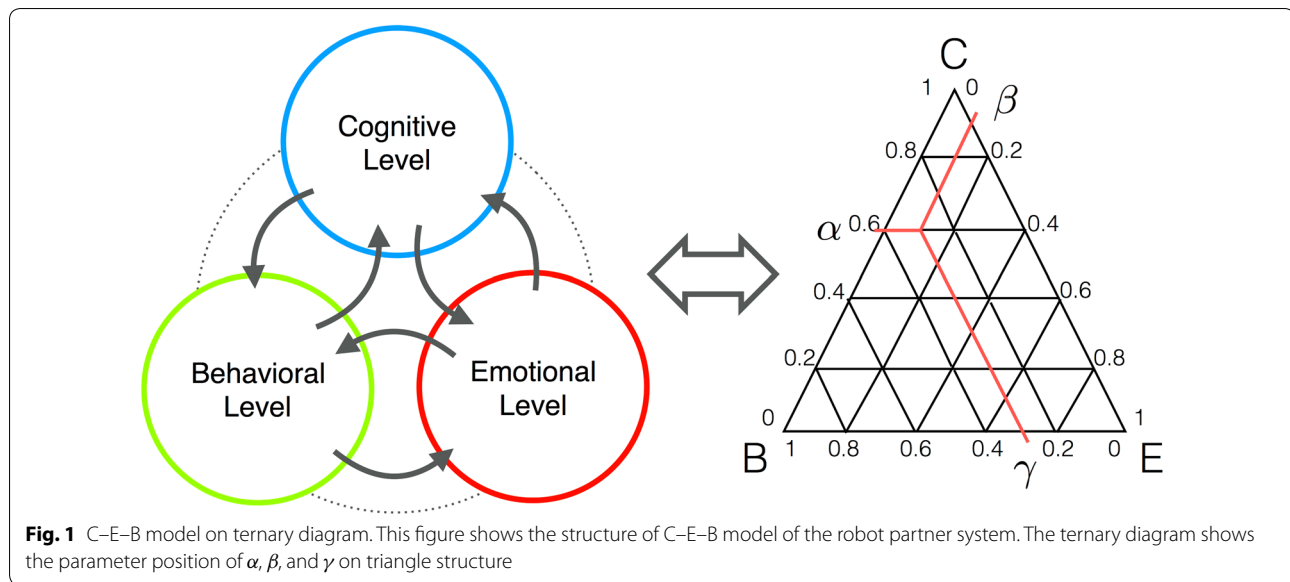 Cognitive
Level
Behavioral
Level
Emotional
Level
C
1 0
β
0.8 0.2
α 0.6 0.4
0.4 0.6
0.2 0.8
0 1
B 1 0.8 0.6 0.4 0.2 0 E
γ
Fig. 1 C–E–B model on ternary diagram. This figure shows the structure of C–E–B model of the robot partner system. The ternary diagram shows
the parameter position of α, β, and γ on triangle structure